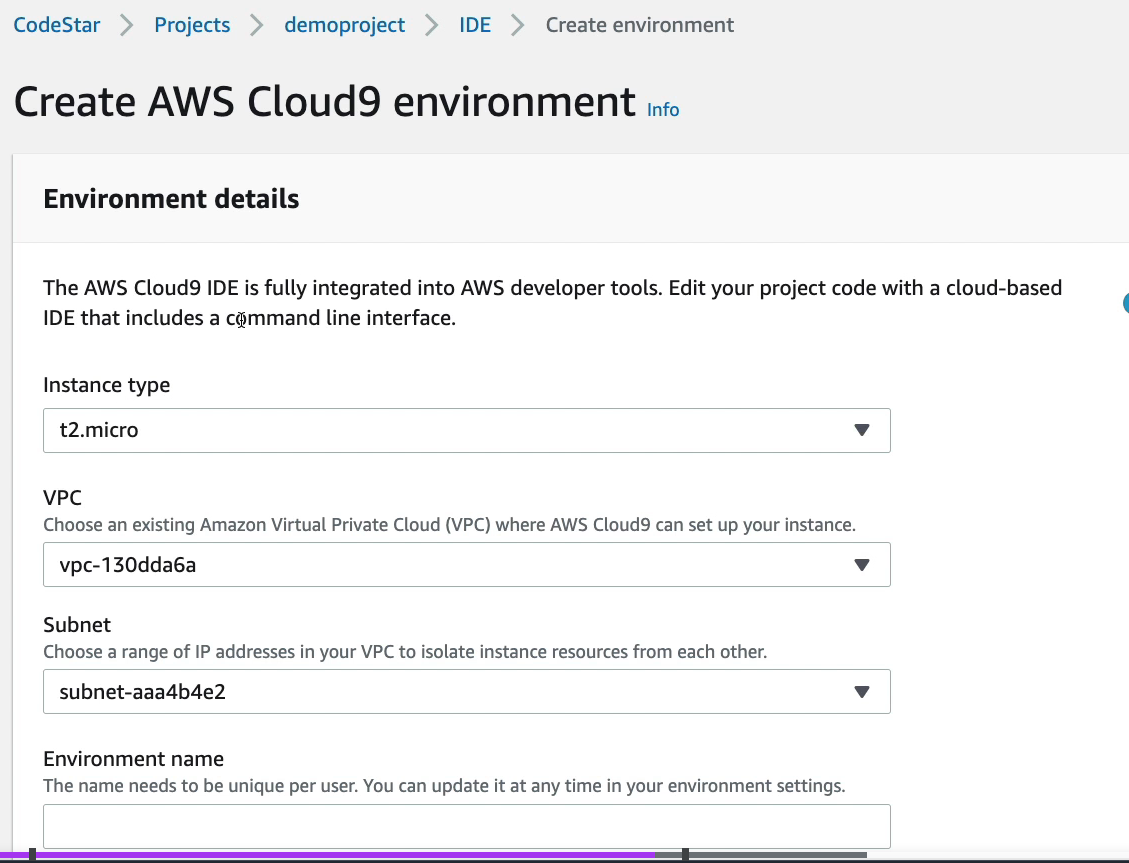 CodeStar > Projects > demoproject > IDE > Create environment
Create AWS Cloud9 environment Info
Environment details
The AWS Cloud9 IDE is fully integrated into AWS developer tools. Edit your project code with a cloud-based
IDE that includes a command line interface.
Instance type
t2.micro
VPC
Choose an existing Amazon Virtual Private Cloud (VPC) where AWS Cloud9 can set up your instance.
vpc-130dda6a
Subnet
Choose a range of IP addresses in your VPC to isolate instance resources from each other.
subnet-aaa4b4e2
Environment name
The name needs to be unique per user. You can update it at any time in your environment settings.